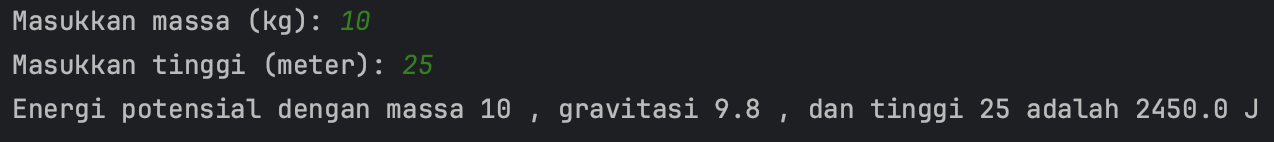 Masukkan massa (kg): 10
Masukkan tinggi (meter): 25
Energi potensial dengan massa 10 , gravitasi 9.8 , dan tinggi 25 adalah 2450.0 J